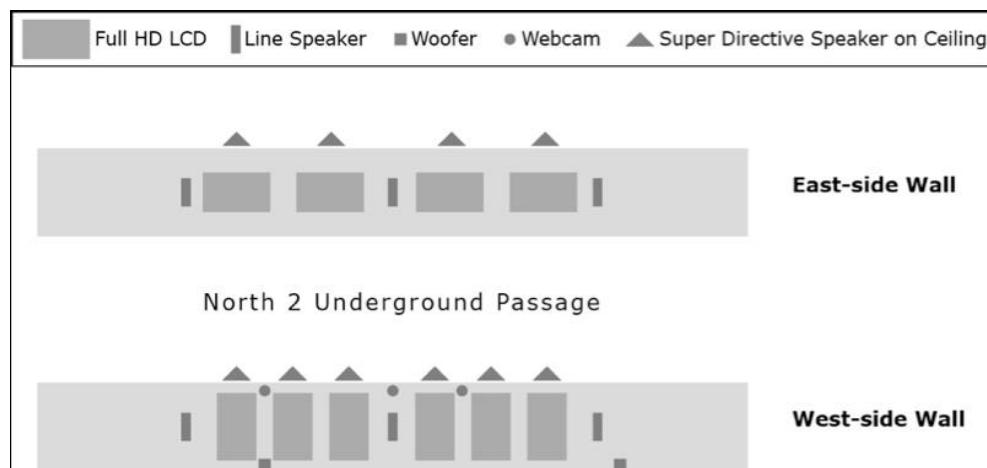 Full HD LCD Line Speaker Woofer Webcam Super Directive Speaker on Ceiling
East-side Wall
North 2 Underground Passage
West-side Wall